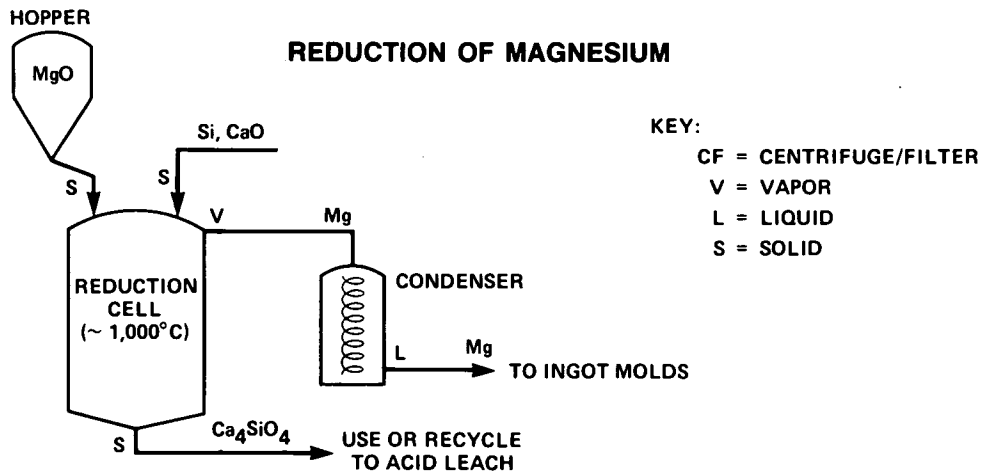 HOPPER
REDUCTION OF MAGNESIUM
MgO
Si, CaO
S
S
KEY:
CF = CENTRIFUGE/FILTER
V = VAPOR
L = LIQUID
S = SOLID
V
Mg
CONDENSER
REDUCTION
CELL
(~ 1,000°C)
L
Mg
TO INGOT MOLDS
S
Ca₄SiO₄
USE OR RECYCLE
TO ACID LEACH